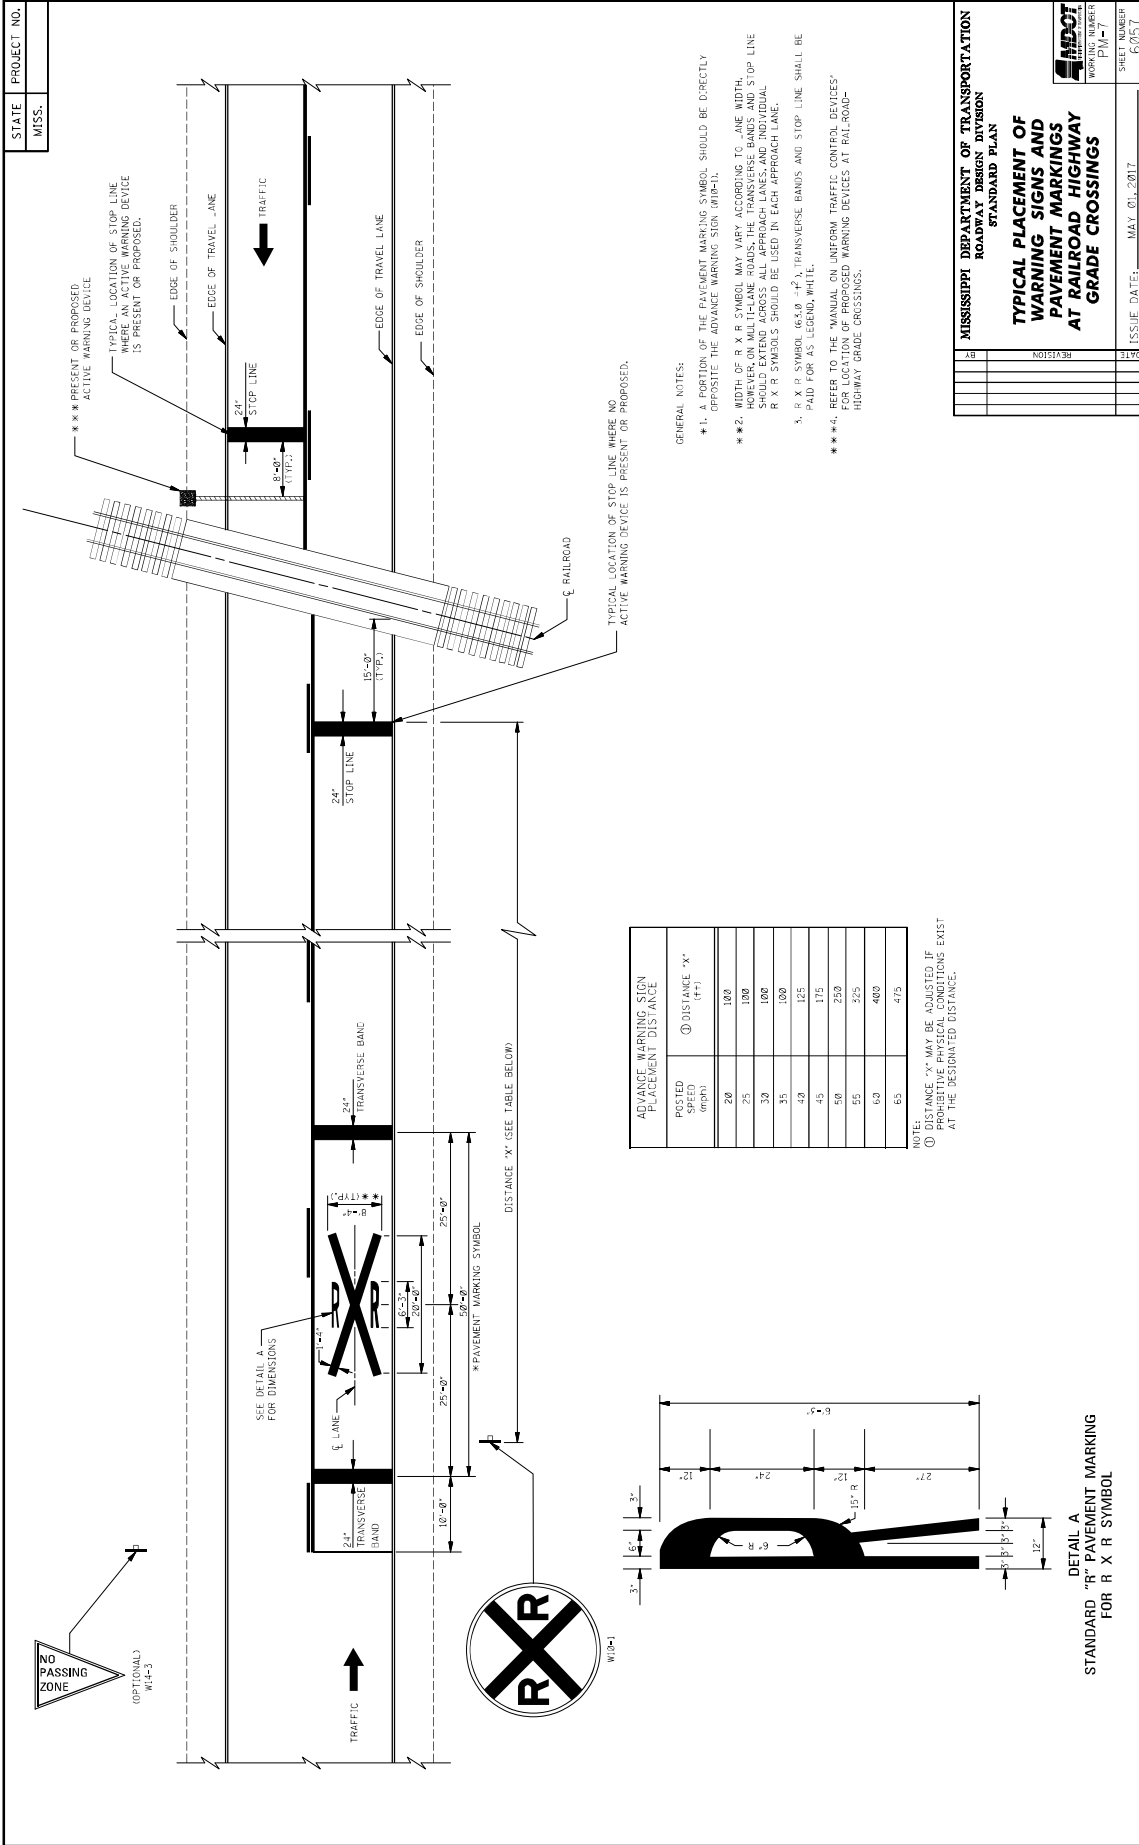 STATE PROJECT NO.
MISS.
NO
PASSING
ZONE
(OPTIONAL)
W14-3
* * * PRESENT OR PROPOSED
ACTIVE WARNING DEVICE
TYPICAL LOCATION OF STOP LINE
WHERE AN ACTIVE WARNING DEVICE
IS PRESENT OR PROPOSED.
EDGE OF SHOULDER
EDGE OF TRAVEL LANE
TRAFFIC
24"
STOP LINE
8'-0"
(TYP.)
EDGE OF TRAVEL LANE
EDGE OF SHOULDER
SEE DETAIL A
FOR DIMENSIONS
1'-4"
℄ LANE
24"
TRANSVERSE
BAND
R X R
8'-4"
(TYP.) * *
24"
TRANSVERSE BAND
24"
STOP LINE
15'-0"
(TYP.)
℄ RAILROAD
TYPICAL LOCATION OF STOP LINE WHERE NO
ACTIVE WARNING DEVICE IS PRESENT OR PROPOSED.
6'-3"
20'-0"
10'-0"
25'-0"
25'-0"
50'-0"
*PAVEMENT MARKING SYMBOL
DISTANCE "X" (SEE TABLE BELOW)
TRAFFIC
R R
W10-1
ADVANCE WARNING SIGN
PLACEMENT DISTANCE
POSTED
SPEED
(mph)
① DISTANCE "X"
(ft)
20 100
25 100
30 100
35 100
40 125
45 175
50 250
55 325
60 400
65 475
NOTE:
① DISTANCE "X" MAY BE ADJUSTED IF
PROHIBITIVE PHYSICAL CONDITIONS EXIST
AT THE DESIGNATED DISTANCE.
3" 6" 3"
12"
24"
12"
27"
6'-3"
6" R
15" R
3" 3" 3" 3"
12"
DETAIL A
STANDARD "R" PAVEMENT MARKING
FOR R X R SYMBOL
GENERAL NOTES:
* 1. A PORTION OF THE PAVEMENT MARKING SYMBOL SHOULD BE DIRECTLY
OPPOSITE THE ADVANCE WARNING SIGN (W10-1).
* * 2. WIDTH OF R X R SYMBOL MAY VARY ACCORDING TO LANE WIDTH.
HOWEVER, ON MULTI-LANE ROADS, THE TRANSVERSE BANDS AND STOP LINE
SHOULD EXTEND ACROSS ALL APPROACH LANES, AND INDIVIDUAL
R X R SYMBOLS SHOULD BE USED IN EACH APPROACH LANE.
3. R X R SYMBOL (63.0 ft²), TRANSVERSE BANDS AND STOP LINE SHALL BE
PAID FOR AS LEGEND, WHITE.
* * * 4. REFER TO THE "MANUAL ON UNIFORM TRAFFIC CONTROL DEVICES"
FOR LOCATION OF PROPOSED WARNING DEVICES AT RAILROAD-
HIGHWAY GRADE CROSSINGS.
BY
REVISION
DATE
MISSISSIPPI DEPARTMENT OF TRANSPORTATION
ROADWAY DESIGN DIVISION
STANDARD PLAN
TYPICAL PLACEMENT OF
WARNING SIGNS AND
PAVEMENT MARKINGS
AT RAILROAD HIGHWAY
GRADE CROSSINGS
MDOT
WORKING NUMBER
PM-7
SHEET NUMBER
6057
ISSUE DATE: MAY 01, 2017